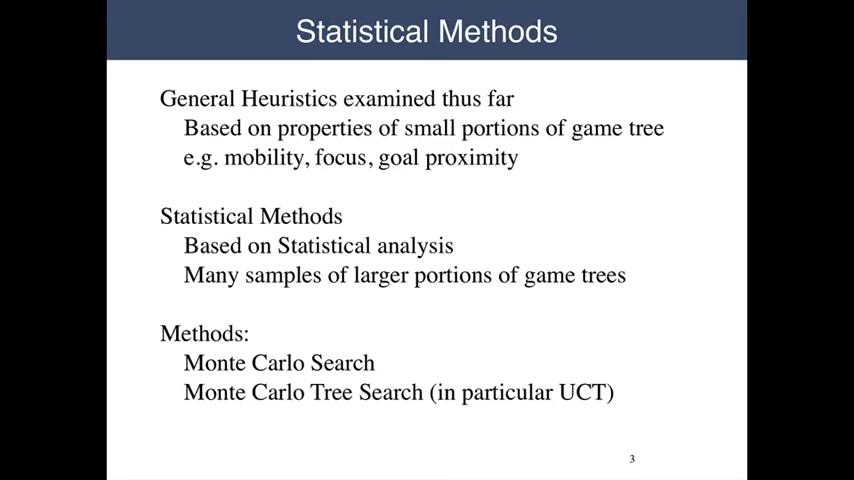 Statistical Methods
General Heuristics examined thus far
Based on properties of small portions of game tree
e.g. mobility, focus, goal proximity
Statistical Methods
Based on Statistical analysis
Many samples of larger portions of game trees
Methods:
Monte Carlo Search
Monte Carlo Tree Search (in particular UCT)
3